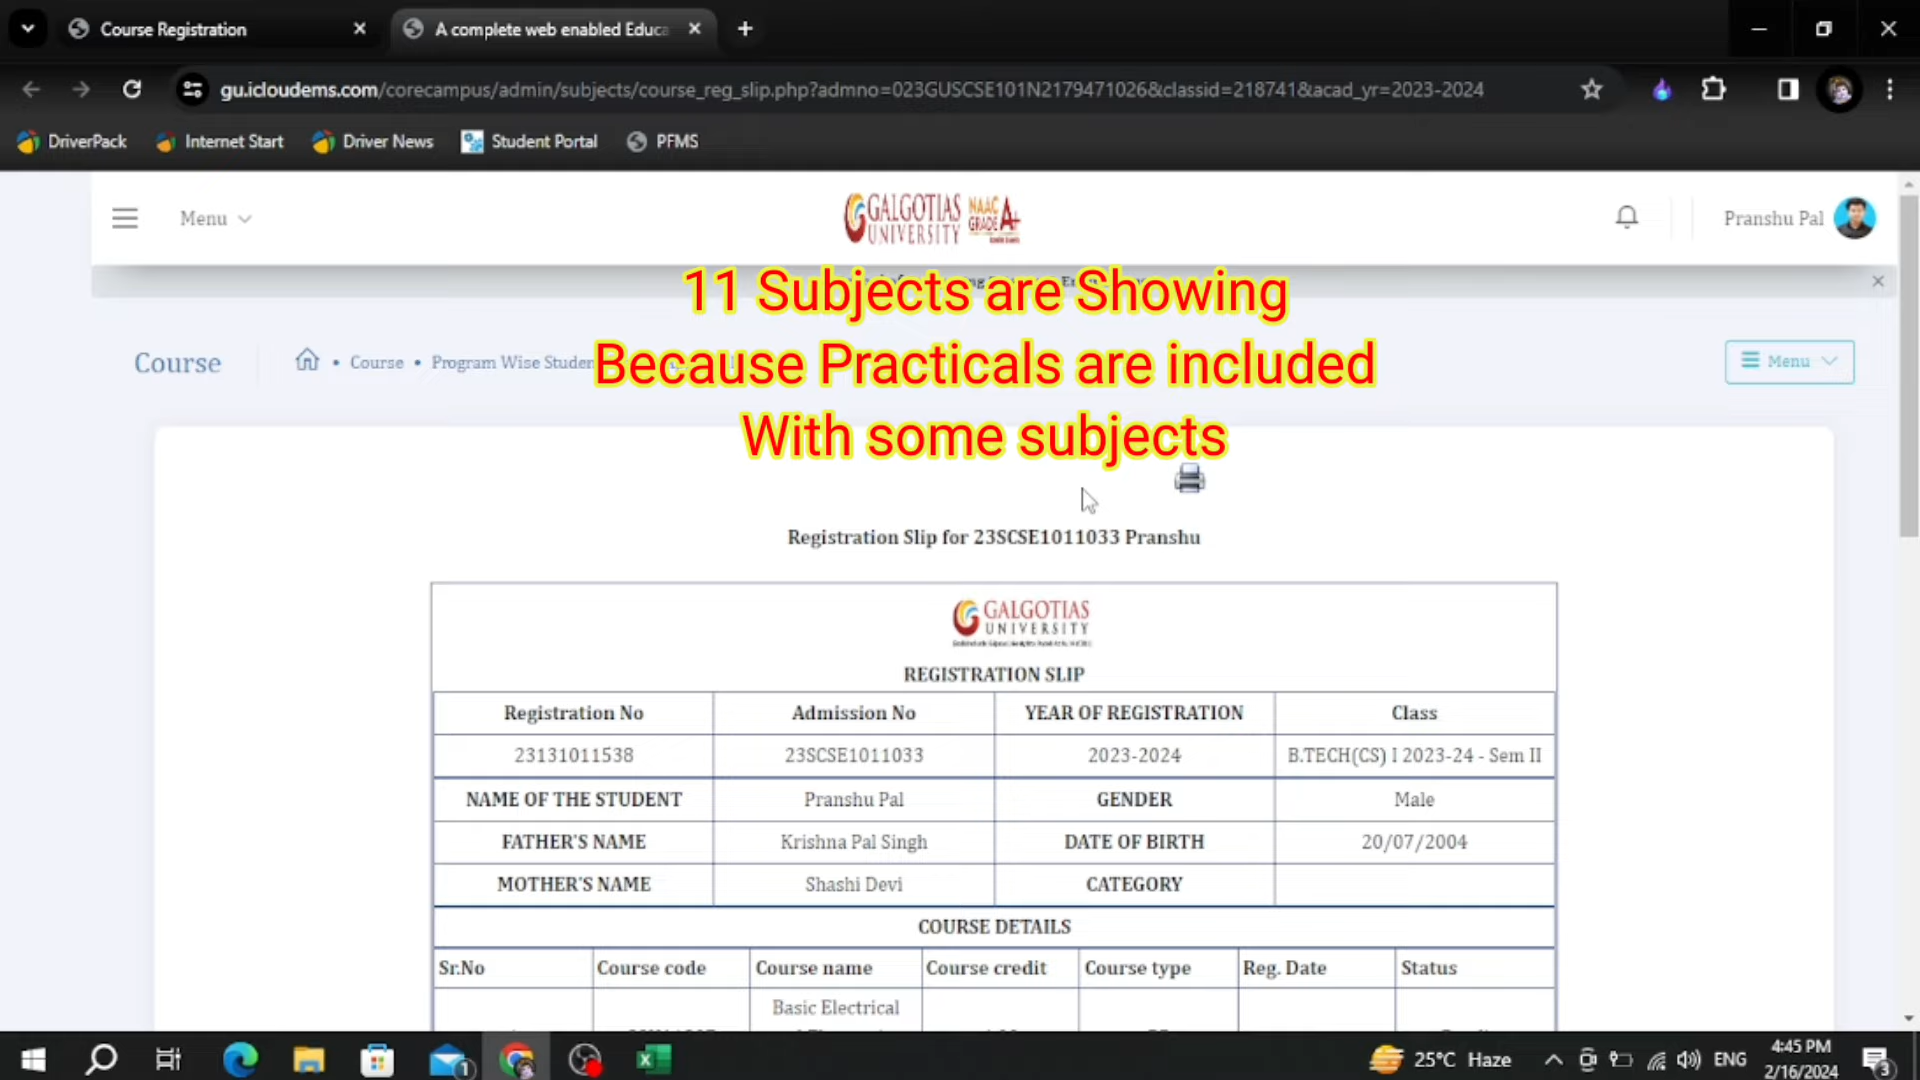 Course Registration
A complete web enabled Educa
gu.icloudems.com/corecampus/admin/subjects/course_reg_slip.php?admno=023GUSCSE101N2179471026&classid=218741&acad_yr=2023-2024
DriverPack
Internet Start
Driver News
Student Portal
PFMS
Menu
GALGOTIAS UNIVERSITY
NAAC GRADE A+
Pranshu Pal
11 Subjects are Showing
Because Practicals are included
With some subjects
Course
Course
Program Wise Studen
Menu
Registration Slip for 23SCSE1011033 Pranshu
GALGOTIAS
UNIVERSITY
REGISTRATION SLIP
Registration No Admission No YEAR OF REGISTRATION Class
23131011538 23SCSE1011033 2023-2024 B.TECH(CS) I 2023-24 - Sem II
NAME OF THE STUDENT Pranshu Pal GENDER Male
FATHER'S NAME Krishna Pal Singh DATE OF BIRTH 20/07/2004
MOTHER'S NAME Shashi Devi CATEGORY
COURSE DETAILS
Sr.No Course code Course name Course credit Course type Reg. Date Status
Basic Electrical
25°C Haze
ENG
4:45 PM
2/16/2024
1
3